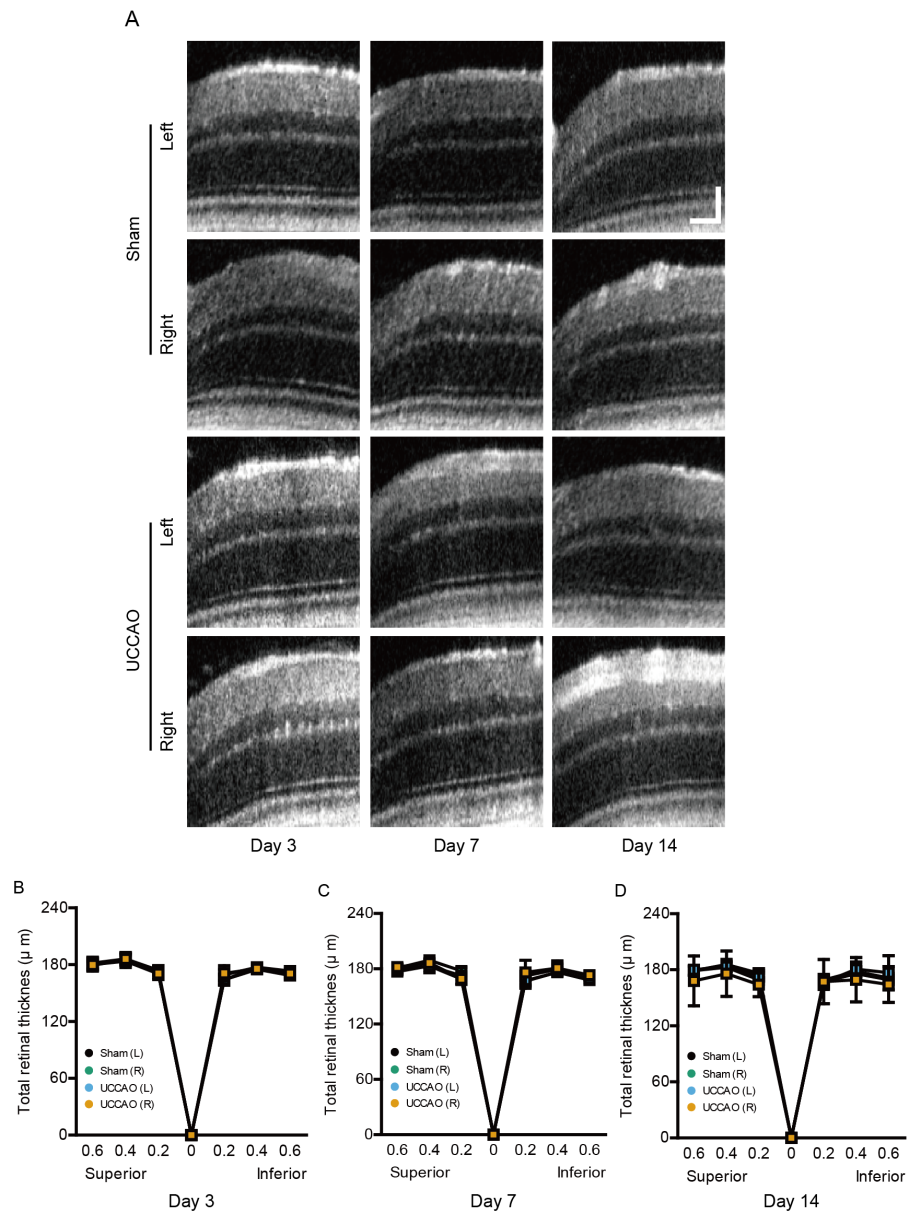 A
Sham
Left
Right
UCCAO
Left
Right
Day 3 Day 7 Day 14
B
Total retinal thicknes (μ m)
240
180
120
60
0
Sham (L)
Sham (R)
UCCAO (L)
UCCAO (R)
0.6 0.4 0.2 0 0.2 0.4 0.6
Superior Inferior
Day 3
C
Total retinal thicknes (μ m)
240
180
120
60
0
Sham (L)
Sham (R)
UCCAO (L)
UCCAO (R)
0.6 0.4 0.2 0 0.2 0.4 0.6
Superior Inferior
Day 7
D
Total retinal thicknes (μ m)
240
180
120
60
0
Sham (L)
Sham (R)
UCCAO (L)
UCCAO (R)
0.6 0.4 0.2 0 0.2 0.4 0.6
Superior Inferior
Day 14